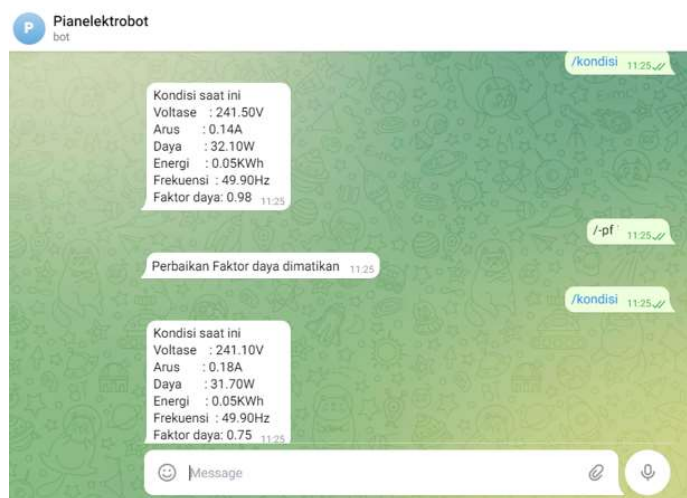 P
Pianelektrobot
bot
/kondisi 11:25
Kondisi saat ini
Voltase : 241.50V
Arus : 0.14A
Daya : 32.10W
Energi : 0.05KWh
Frekuensi : 49.90Hz
Faktor daya: 0.98 11:25
/-pf 11:25
Perbaikan Faktor daya dimatikan 11:25
/kondisi 11:25
Kondisi saat ini
Voltase : 241.10V
Arus : 0.18A
Daya : 31.70W
Energi : 0.05KWh
Frekuensi : 49.90Hz
Faktor daya: 0.75 11:25
Message